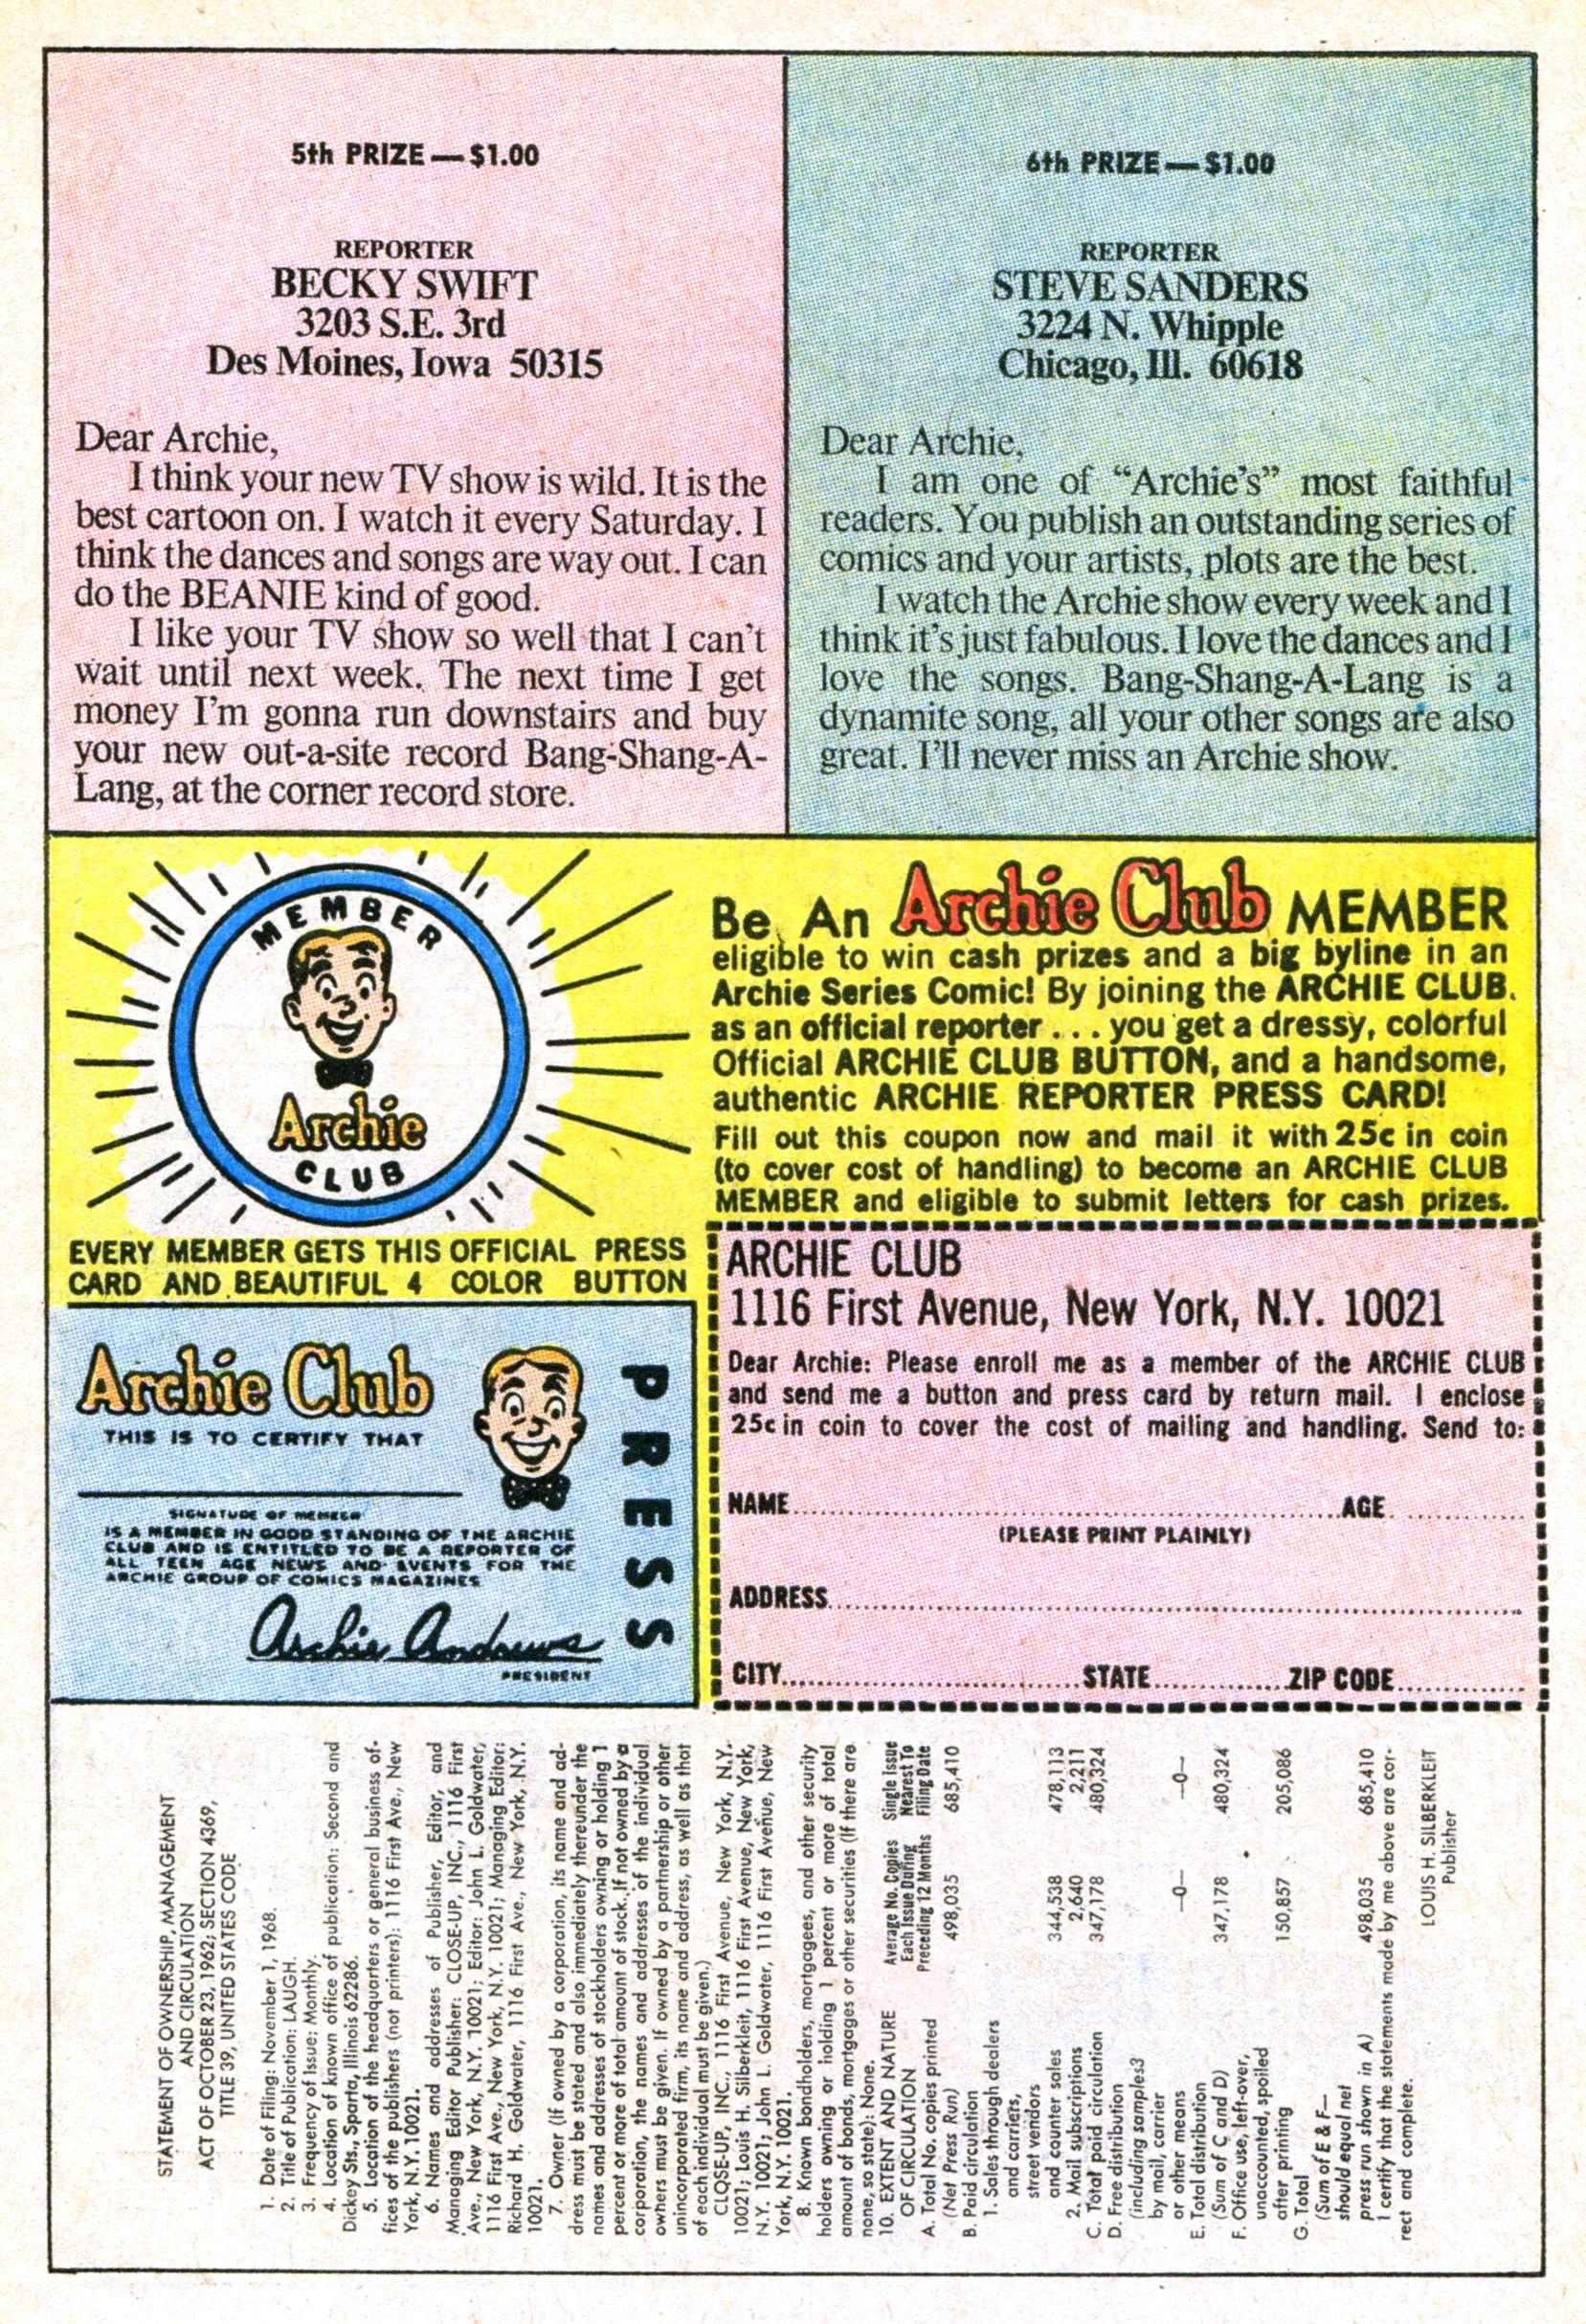 5th PRIZE — $1.00
REPORTER
BECKY SWIFT
3203 S.E. 3rd
Des Moines, Iowa 50315
Dear Archie,
I think your new TV show is wild. It is the
best cartoon on. I watch it every Saturday. I
think the dances and songs are way out. I can
do the BEANIE kind of good.
I like your TV show so well that I can't
wait until next week. The next time I get
money I'm gonna run downstairs and buy
your new out-a-site record Bang-Shang-A-
Lang, at the corner record store.
6th PRIZE — $1.00
REPORTER
STEVE SANDERS
3224 N. Whipple
Chicago, Ill. 60618
Dear Archie,
I am one of “Archie's” most faithful
readers. You publish an outstanding series of
comics and your artists, plots are the best.
I watch the Archie show every week and I
think it's just fabulous. I love the dances and I
love the songs. Bang-Shang-A-Lang is a
dynamite song, all your other songs are also
great. I'll never miss an Archie show.
MEMBER
Archie
CLUB
EVERY MEMBER GETS THIS OFFICIAL PRESS
CARD AND BEAUTIFUL 4 COLOR BUTTON
Be An Archie Club MEMBER
eligible to win cash prizes and a big byline in an
Archie Series Comic! By joining the ARCHIE CLUB.
as an official reporter . . . you get a dressy, colorful
Official ARCHIE CLUB BUTTON, and a handsome,
authentic ARCHIE REPORTER PRESS CARD!
Fill out this coupon now and mail it with 25c in coin
(to cover cost of handling) to become an ARCHIE CLUB
MEMBER and eligible to submit letters for cash prizes.
Archie Club
THIS IS TO CERTIFY THAT
SIGNATURE OF MEMBER
IS A MEMBER IN GOOD STANDING OF THE ARCHIE
CLUB AND IS ENTITLED TO BE A REPORTER OF
ALL TEEN AGE NEWS AND EVENTS FOR THE
ARCHIE GROUP OF COMICS MAGAZINES
Archie Andrews
PRESIDENT
PRESS
ARCHIE CLUB
1116 First Avenue, New York, N.Y. 10021
Dear Archie: Please enroll me as a member of the ARCHIE CLUB
and send me a button and press card by return mail. I enclose
25c in coin to cover the cost of mailing and handling. Send to:
NAME AGE
(PLEASE PRINT PLAINLY)
ADDRESS
CITY STATE ZIP CODE
STATEMENT OF OWNERSHIP, MANAGEMENT
AND CIRCULATION
ACT OF OCTOBER 23, 1962; SECTION 4369,
TITLE 39, UNITED STATES CODE
1. Date of Filing: November 1, 1968.
2. Title of Publication: LAUGH.
3. Frequency of Issue: Monthly.
4. Location of known office of publication: Second and
Dickey Sts., Sparta, Illinois 62286.
5. Location of the headquarters or general business of-
fices of the publishers (not printers): 1116 First Ave., New
York, N.Y. 10021.
6. Names and addresses of Publisher, Editor, and
Managing Editor Publisher: CLOSE-UP, INC., 1116 First
Ave., New York, N.Y. 10021; Editor: John L. Goldwater,
1116 First Ave., New York, N.Y. 10021; Managing Editor:
Richard H. Goldwater, 1116 First Ave., New York, N.Y.
10021.
7. Owner (If owned by a corporation, its name and ad-
dress must be stated and also immediately thereunder the
names and addresses of stockholders owning or holding 1
percent or more of total amount of stock. If not owned by a
corporation, the names and addresses of the individual
owners must be given. If owned by a partnership or other
unincorporated firm, its name and address, as well as that
of each individual must be given.)
CLOSE-UP, INC., 1116 First Avenue, New York, N.Y.
10021; Louis H. Silberkleit, 1116 First Avenue, New York,
N.Y. 10021; John L. Goldwater, 1116 First Avenue, New
York, N.Y. 10021.
8. Known bondholders, mortgagees, and other security
holders owning or holding 1 percent or more of total
amount of bonds, mortgages or other securities (If there are
none, so state): None.
10. EXTENT AND NATURE OF CIRCULATION
Average No. Copies Each Issue During Preceding 12 Months
Single Issue Nearest To Filing Date
A. Total No. copies printed
(Net Press Run) 498,035 685,410
B. Paid circulation
1. Sales through dealers
and carriers,
street vendors
and counter sales 344,538 478,113
2. Mail subscriptions 2,640 2,211
C. Total paid circulation 347,178 480,324
D. Free distribution
(including samples3
by mail, carrier
or other means —0— —0—
E. Total distribution
(Sum of C and D) 347,178 480,324
F. Office use, left-over,
unaccounted, spoiled
after printing 150,857 205,086
G. Total
(Sum of E & F—
should equal net
press run shown in A) 498,035 685,410
I certify that the statements made by me above are cor-
rect and complete.
LOUIS H. SILBERKLEIT
Publisher